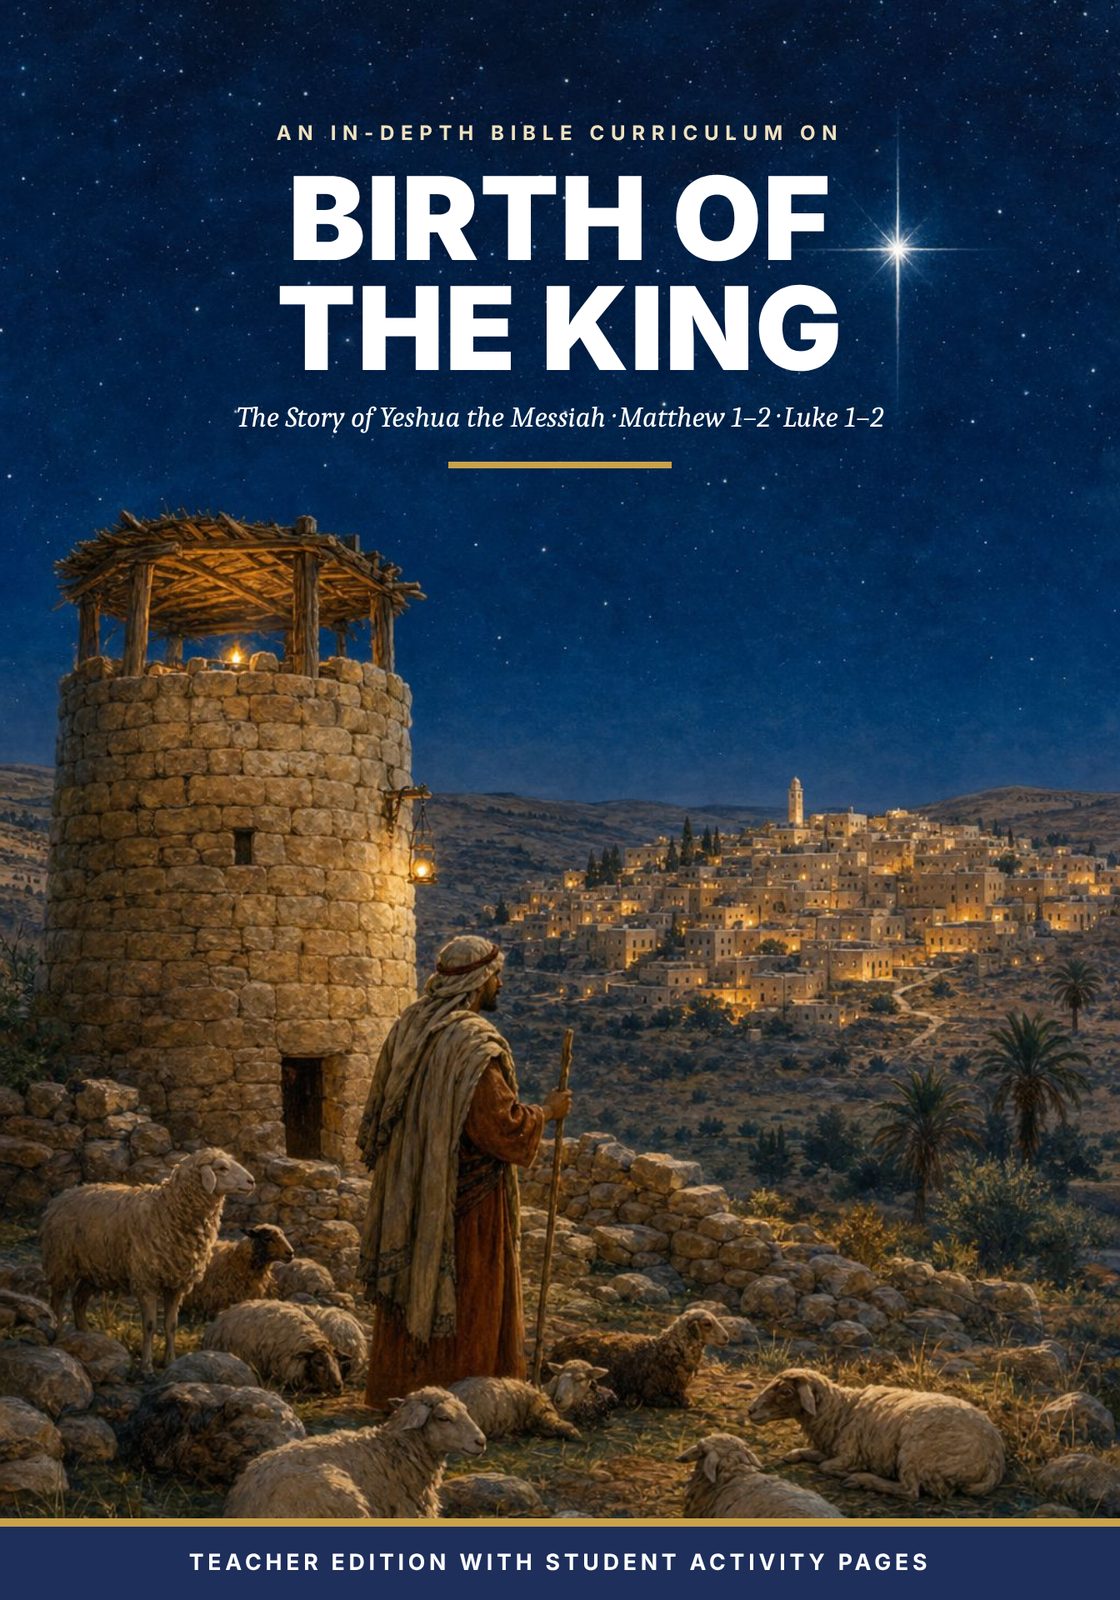 AN IN-DEPTH BIBLE CURRICULUM ON
BIRTH OF
THE KING
The Story of Yeshua the Messiah · Matthew 1–2 · Luke 1–2
TEACHER EDITION WITH STUDENT ACTIVITY PAGES